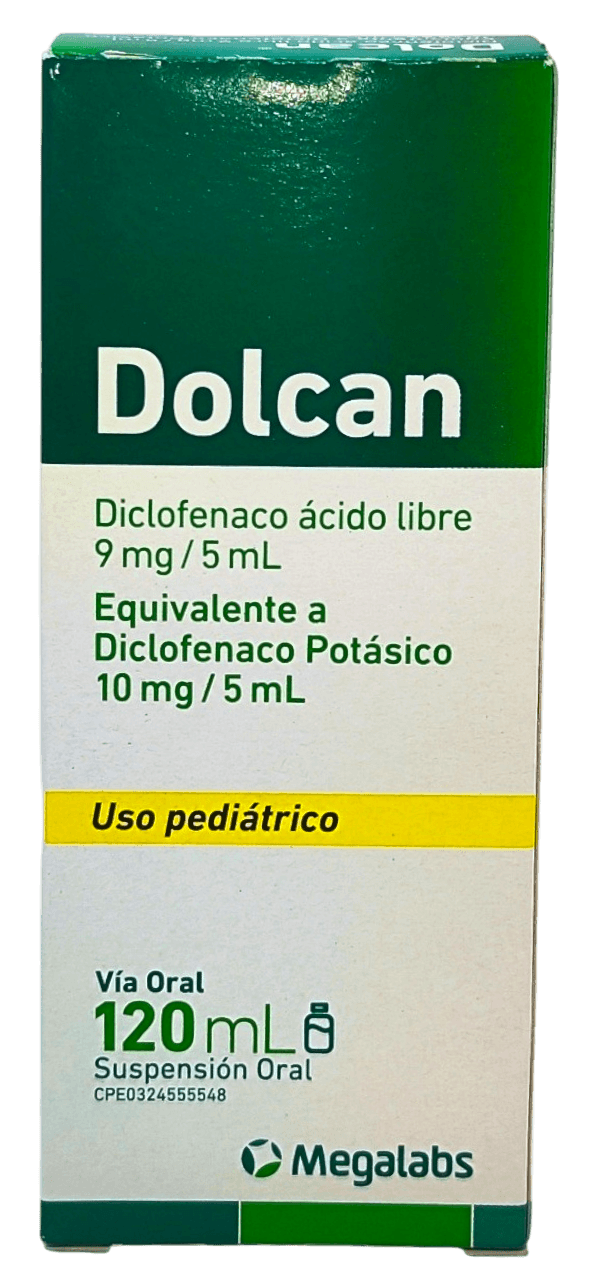 Dolcan
Dolcan
Diclofenaco ácido libre
9 mg / 5 mL
Equivalente a
Diclofenaco Potásico
10 mg / 5 mL
Uso pediátrico
Vía Oral
120 mL
Suspensión Oral
CPE0324555548
Megalabs